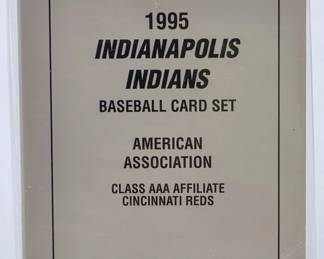 1995
INDIANAPOLIS
INDIANS
BASEBALL CARD SET
AMERICAN
ASSOCIATION
CLASS AAA AFFILIATE
CINCINNATI REDS